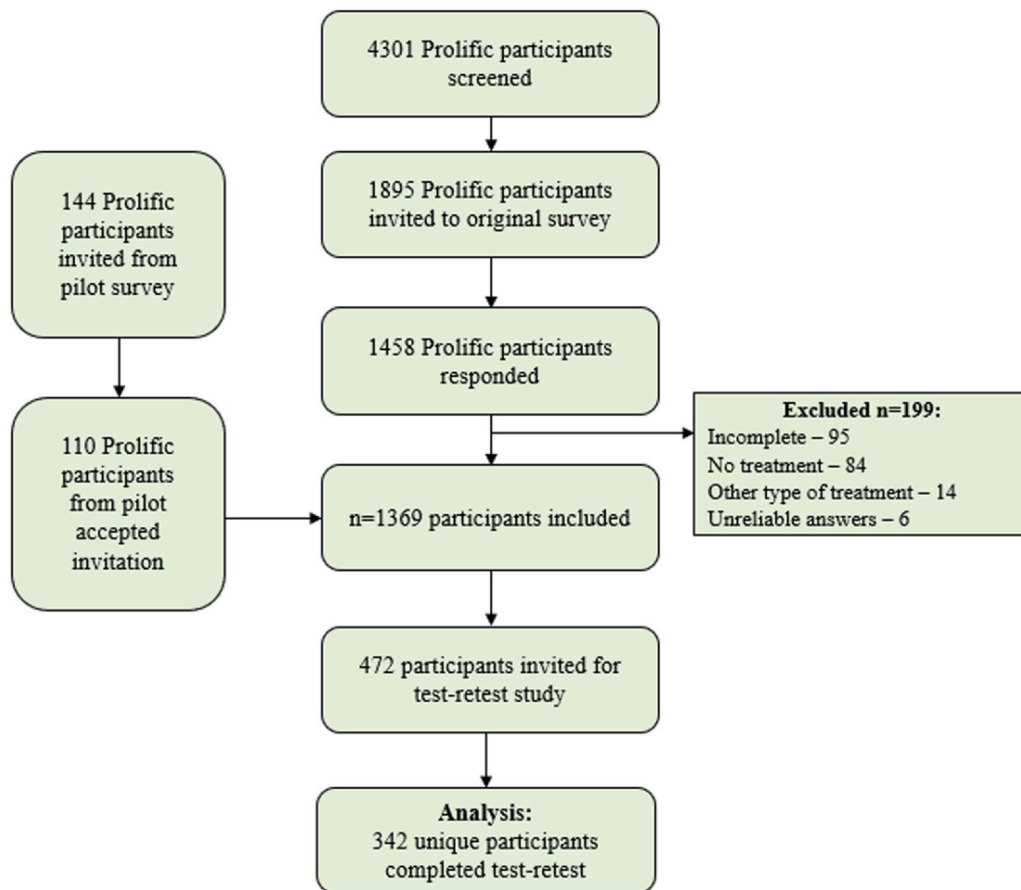 4301 Prolific participants
screened
1895 Prolific participants
invited to original survey
144 Prolific
participants
invited from
pilot survey
1458 Prolific participants
responded
Excluded n=199:
Incomplete – 95
No treatment – 84
Other type of treatment – 14
Unreliable answers – 6
110 Prolific
participants
from pilot
accepted
invitation
n=1369 participants included
472 participants invited for
test-retest study
Analysis:
342 unique participants
completed test-retest